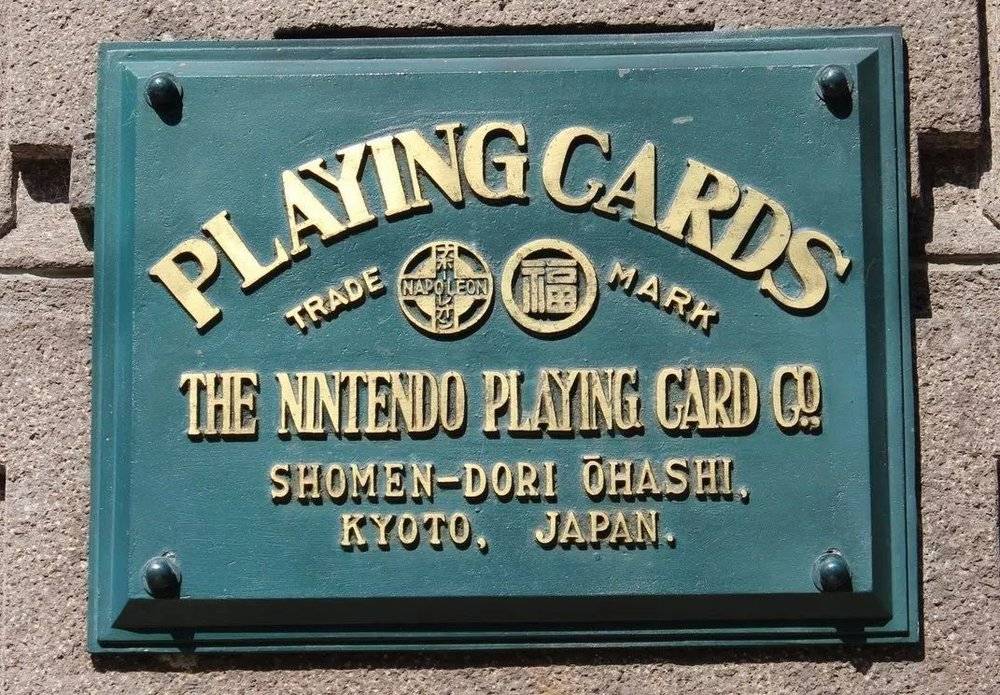 PLAYING CARDS
TRADE NAPOLEON 福 MARK
THE NINTENDO PLAYING CARD CO.,
SHOMEN-DORI ŌHASHI,
KYOTO, JAPAN.